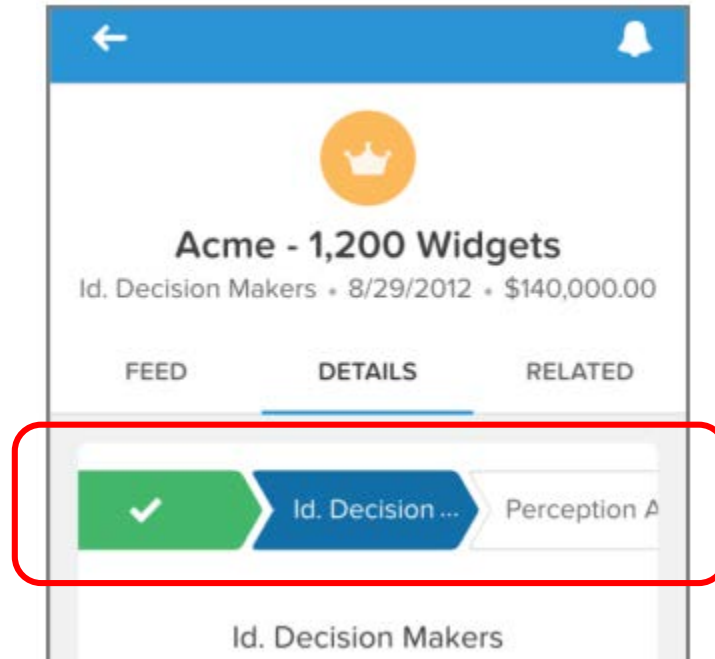 Acme - 1,200 Widgets
Id. Decision Makers • 8/29/2012 • $140,000.00
FEED DETAILS RELATED
Id. Decision ... Perception A
Id. Decision Makers